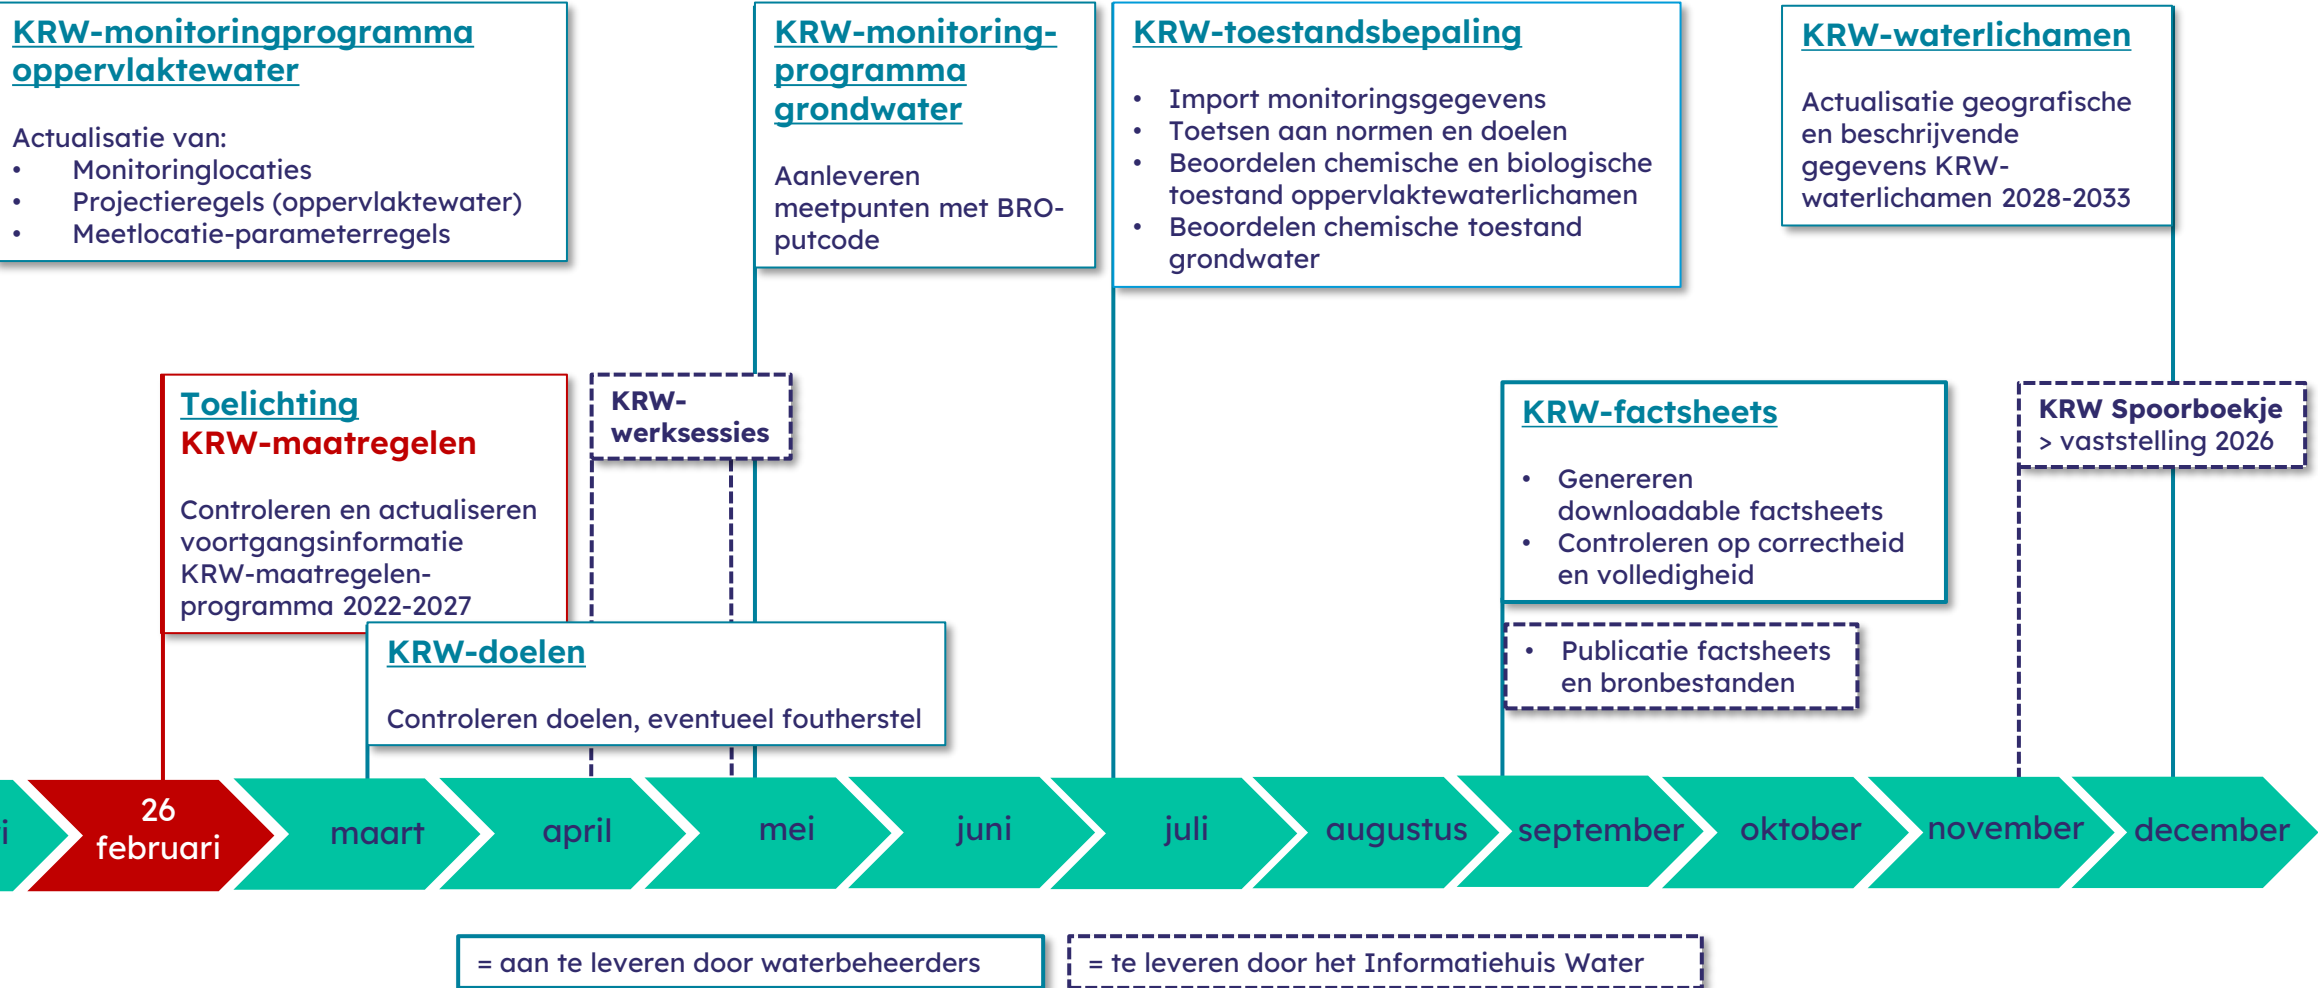 KRW-monitoringprogramma
oppervlaktewater
Actualisatie van:
• Monitoringlocaties
• Projectieregels (oppervlaktewater)
• Meetlocatie-parameterregels
KRW-monitoring-
programma
grondwater
Aanleveren
meetpunten met BRO-
putcode
KRW-toestandsbepaling
• Import monitoringsgegevens
• Toetsen aan normen en doelen
• Beoordelen chemische en biologische
toestand oppervlaktewaterlichamen
• Beoordelen chemische toestand
grondwater
KRW-waterlichamen
Actualisatie geografische
en beschrijvende
gegevens KRW-
waterlichamen 2028-2033
Toelichting
KRW-maatregelen
Controleren en actualiseren
voortgangsinformatie
KRW-maatregelen-
programma 2022-2027
KRW-
werksessies
KRW-factsheets
• Genereren
downloadable factsheets
• Controleren op correctheid
en volledigheid
KRW Spoorboekje
> vaststelling 2026
KRW-doelen
Controleren doelen, eventueel foutherstel
• Publicatie factsheets
en bronbestanden
i
26
februari
maart
april
mei
juni
juli
augustus
september
oktober
november
december
= aan te leveren door waterbeheerders
= te leveren door het Informatiehuis Water